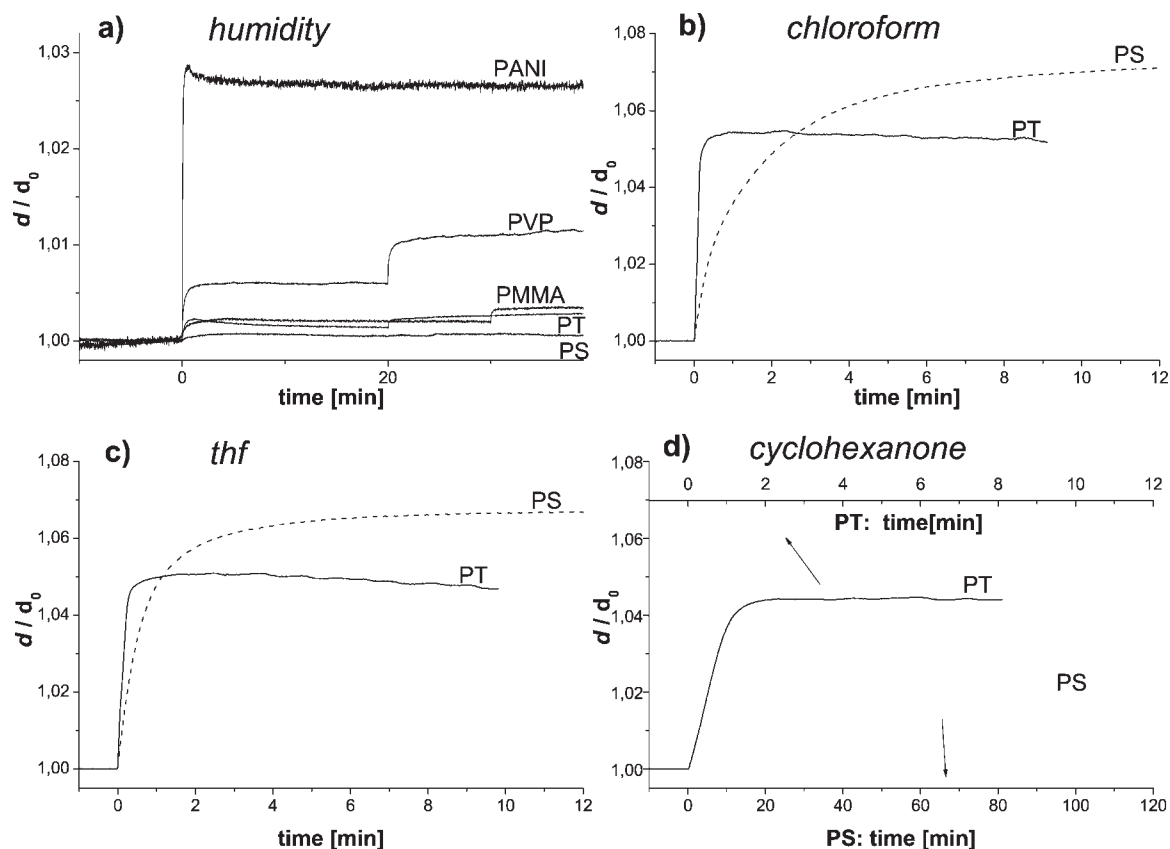 a) humidity
1,03
1,02
1,01
1,00
d / d0
PANI
PVP
PMMA
PT
PS
0 20
time [min]
b) chloroform
1,08
1,06
1,04
1,02
1,00
d / d0
PS
PT
0 2 4 6 8 10 12
time [min]
c) thf
1,08
1,06
1,04
1,02
1,00
d / d0
PS
PT
0 2 4 6 8 10 12
time [min]
d) cyclohexanone
1,08
1,06
1,04
1,02
1,00
d / d0
0 2 4 6 8 10 12
PT: time[min]
PT
PS
0 20 40 60 80 100 120
PS: time [min]